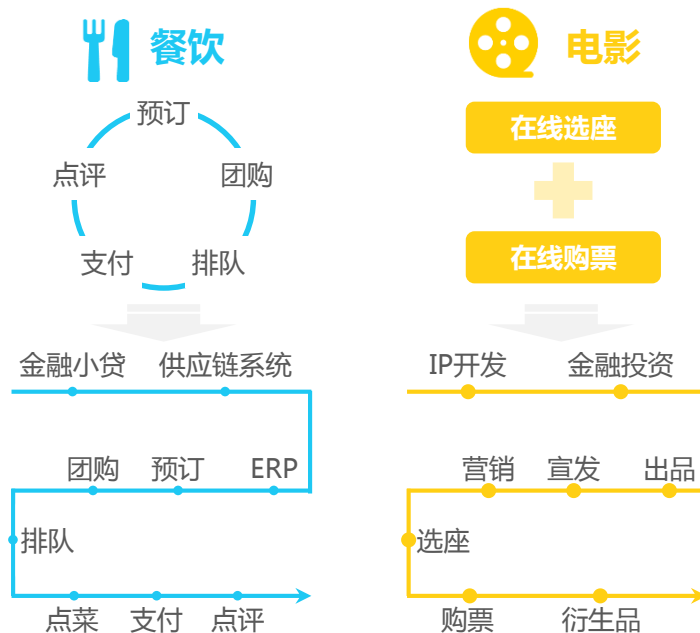 餐饮
预订
点评
团购
支付
排队
金融小贷
供应链系统
团购
预订
ERP
排队
点菜
支付
点评
电影
在线选座
在线购票
IP开发
金融投资
营销
宣发
出品
选座
购票
衍生品